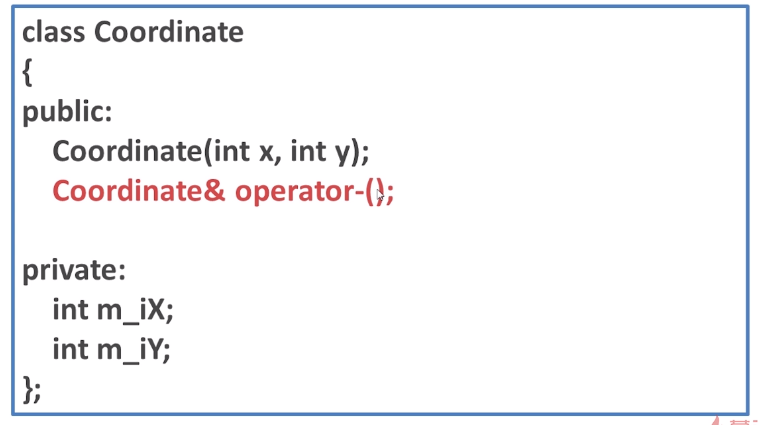 class Coordinate
{
public:
Coordinate(int x, int y);
Coordinate& operator-();
private:
int m_iX;
int m_iY;
};